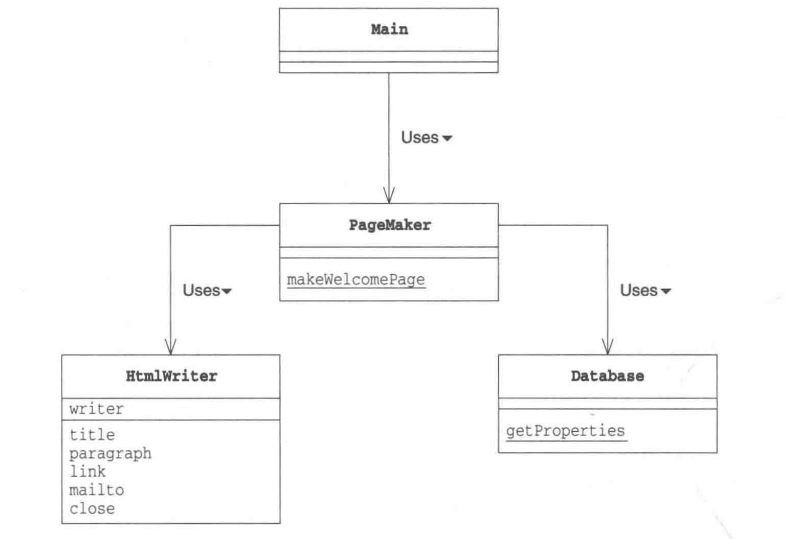 Main
Uses
PageMaker
makeWelcomePage
Uses
Uses
HtmlWriter
writer
title
paragraph
link
mailto
close
Database
getProperties